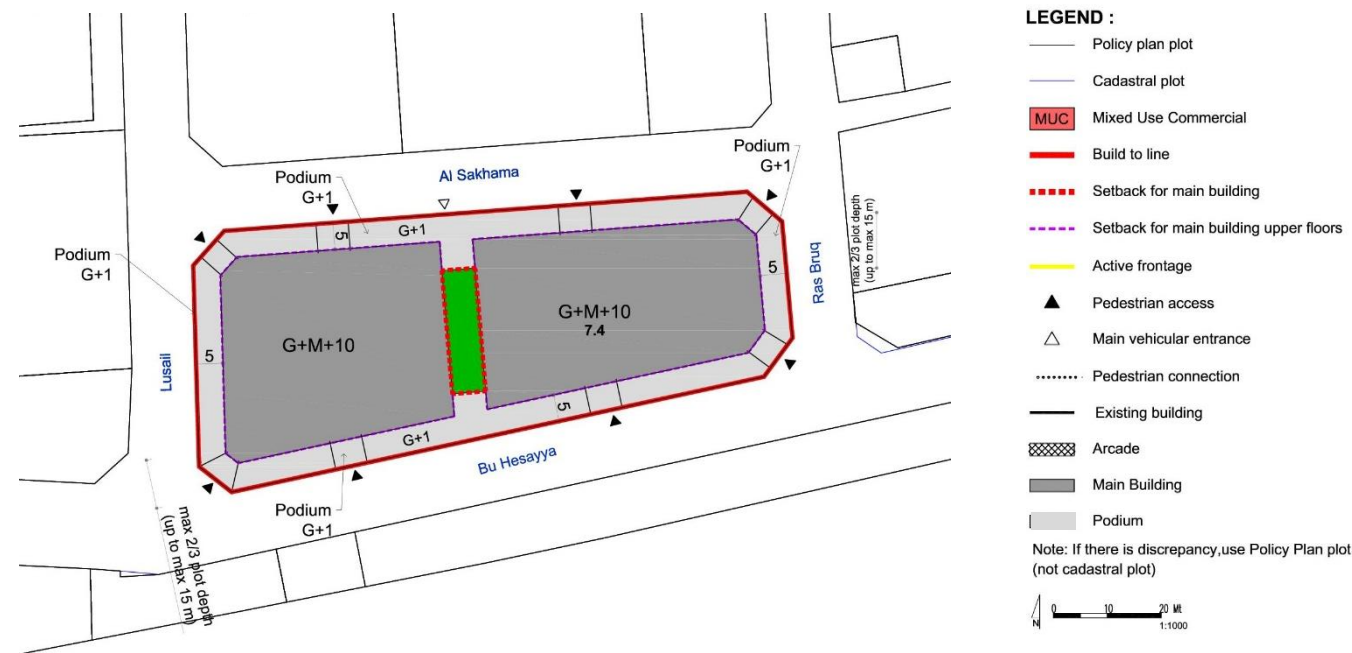 Podium
G+1
Al Sakhama
Podium
G+1
Podium
G+1
G+1
5
5
5
G+M+10
G+M+10
7.4
Lusail
Ras Bruq
max 2/3 plot depth
(up to max 15 m)
G+1
5
Bu Hesayya
Podium
G+1
max 2/3 plot depth
(up to max 15 m)
LEGEND :
Policy plan plot
Cadastral plot
MUC Mixed Use Commercial
Build to line
Setback for main building
Setback for main building upper floors
Active frontage
Pedestrian access
Main vehicular entrance
Pedestrian connection
Existing building
Arcade
Main Building
Podium
Note: If there is discrepancy,use Policy Plan plot
(not cadastral plot)
N
0 10 20 Mt
1:1000